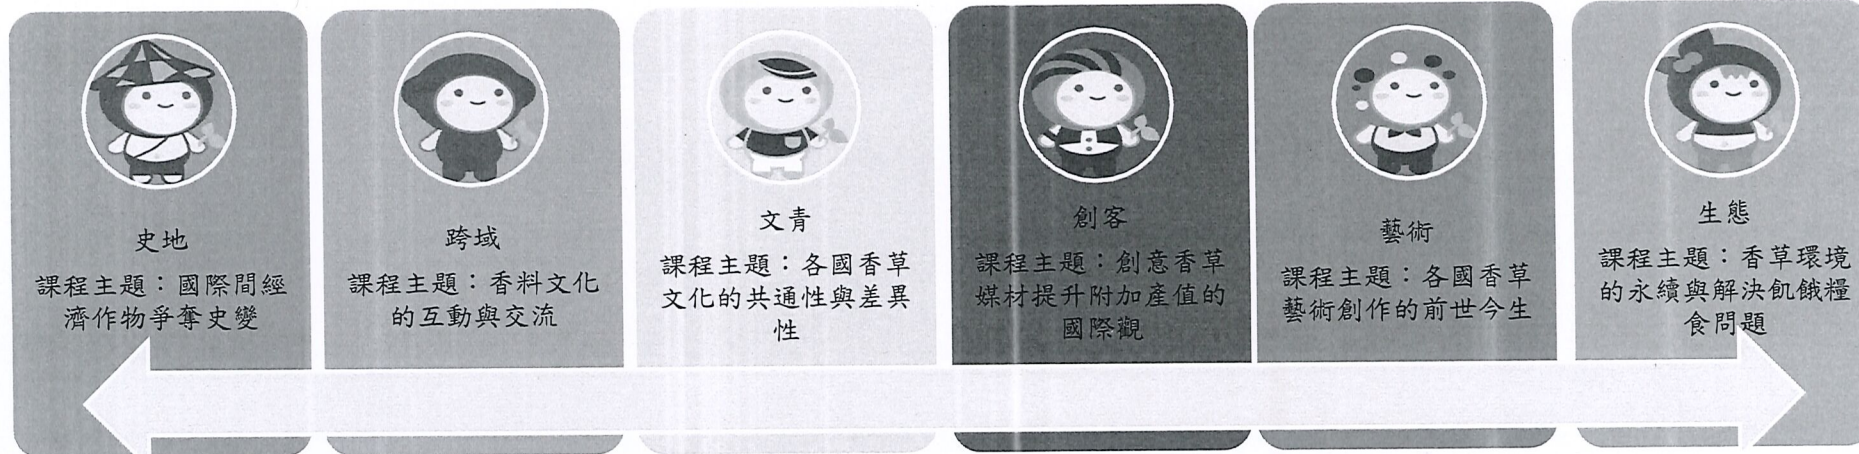 史地
課程主題：國際間經
濟作物爭奪史變
跨域
課程主題：香料文化
的互動與交流
文青
課程主題：各國香草
文化的共通性與差異
性
創客
課程主題：創意香草
媒材提升附加產值的
國際觀
藝術
課程主題：各國香草
藝術創作的前世今生
生態
課程主題：香草環境
的永續與解決飢餓糧
食問題